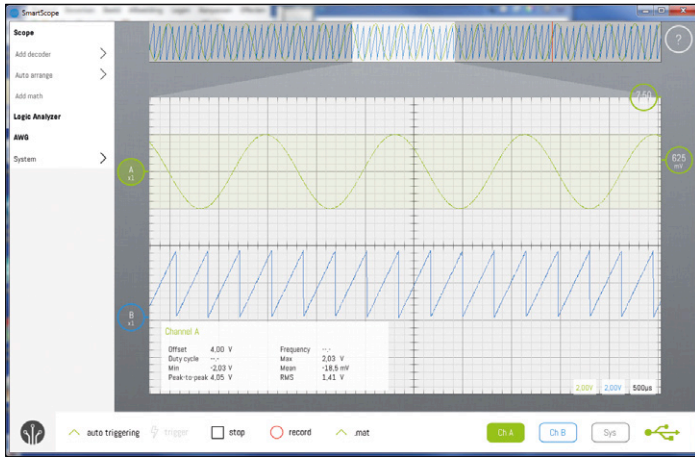 SmartScope
Scope
Add decoder
Auto arrange
Add math
Logic Analyzer
AWG
System
?
A
x1
625
mV
B
x1
Channel A
Offset 4,00 V Frequency --.-
Duty cycle --.- Max 2,03 V
Min -2,03 V Mean -18,5 mV
Peak-to-peak 4,05 V RMS 1,41 V
2,00V 2,00V 500µs
auto triggering trigger stop record .mat Ch A Ch B Sys